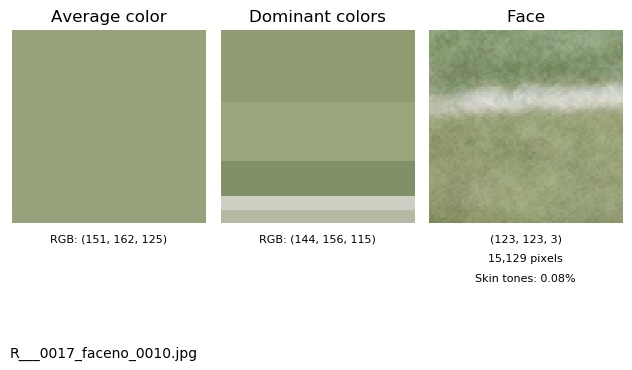 Average color
Dominant colors
Face
RGB: (151, 162, 125)
RGB: (144, 156, 115)
(123, 123, 3)
15,129 pixels
Skin tones: 0.08%
R___0017_faceno_0010.jpg